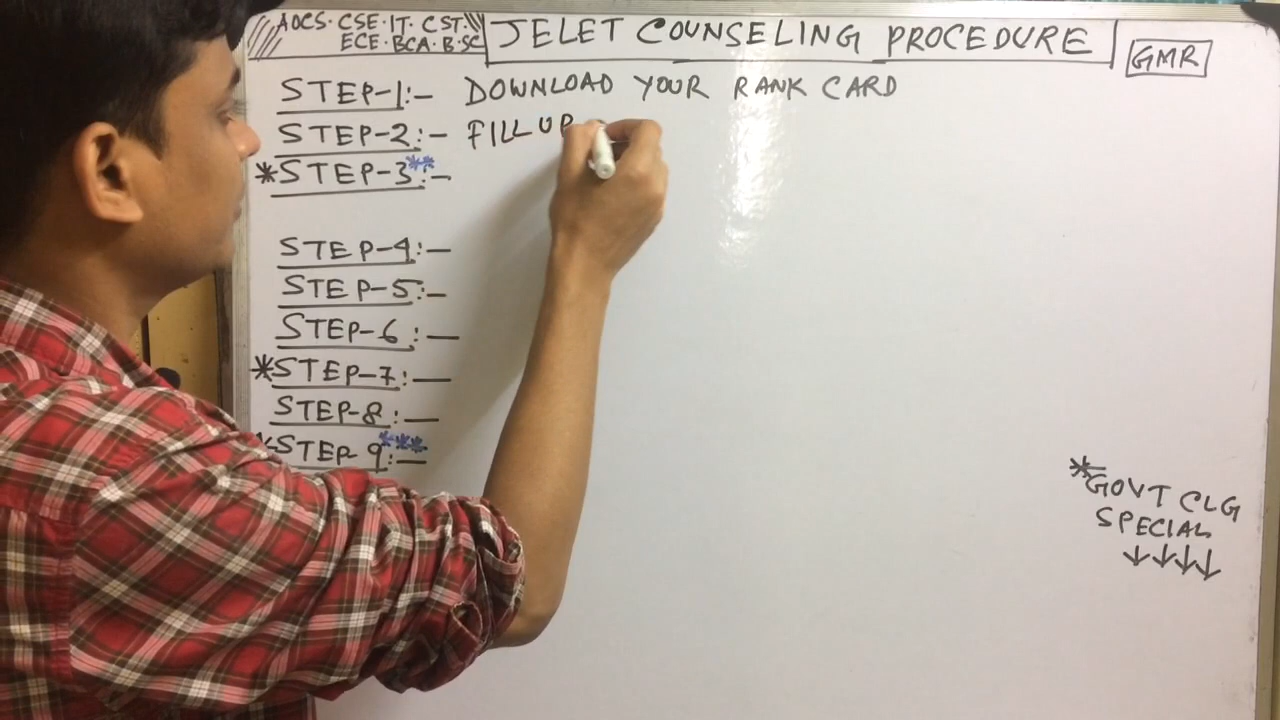 AOCS·CSE·IT·CST·
ECE·BCA·B·SC
JELET COUNSELING PROCEDURE
GMR
STEP-1:- DOWNLOAD YOUR RANK CARD
STEP-2:- FILL UP
*STEP-3**:-
STEP-4:-
STEP-5:-
STEP-6:-
*STEP-7:-
STEP-8:-
*STEP-9***:-
*GOVT CLG
SPECIAL
↓↓↓↓